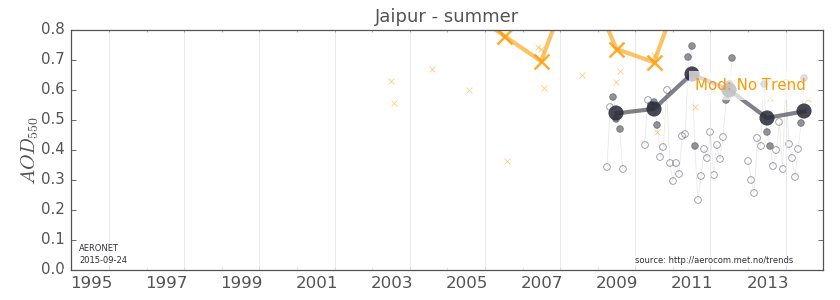 Jaipur - summer
0.8
0.7
0.6
0.5
0.4
0.3
0.2
0.1
0.0
AOD550
Mod: No Trend
AERONET
2015-09-24
source: http://aerocom.met.no/trends
1995 1997 1999 2001 2003 2005 2007 2009 2011 2013